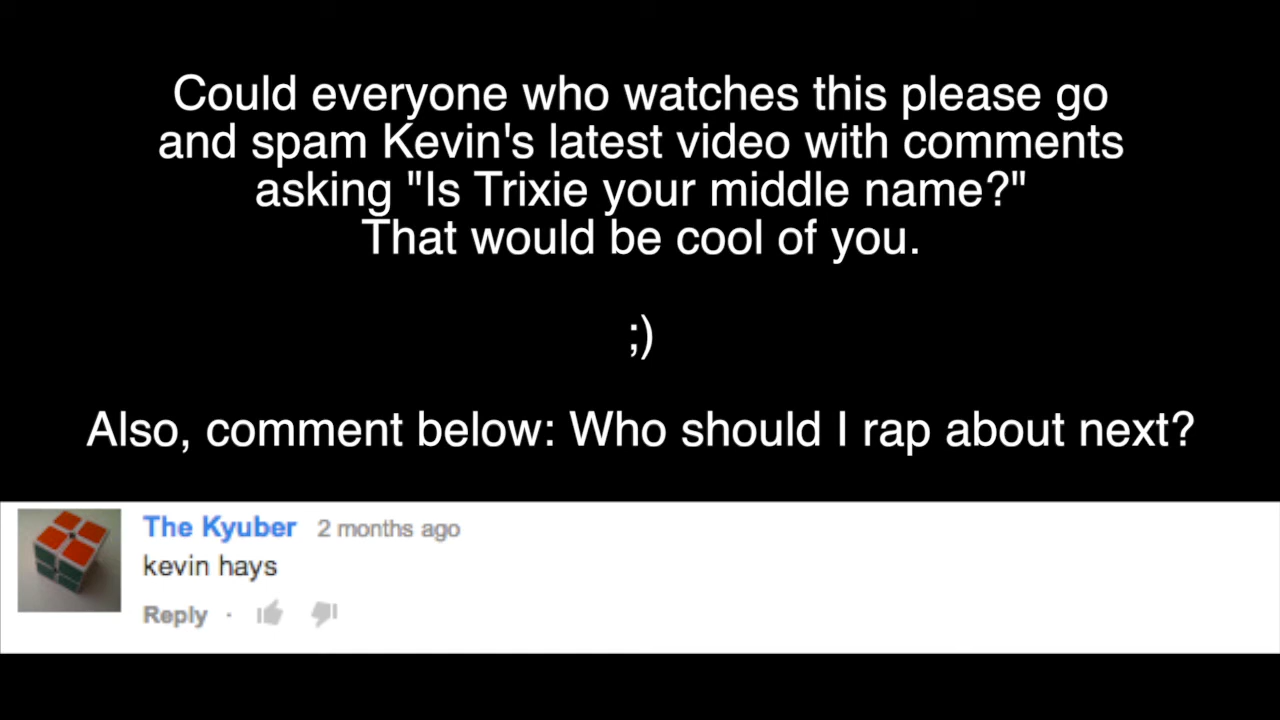 Could everyone who watches this please go
and spam Kevin's latest video with comments
asking "Is Trixie your middle name?"
That would be cool of you.
;)
Also, comment below: Who should I rap about next?
The Kyuber 2 months ago
kevin hays
Reply ·